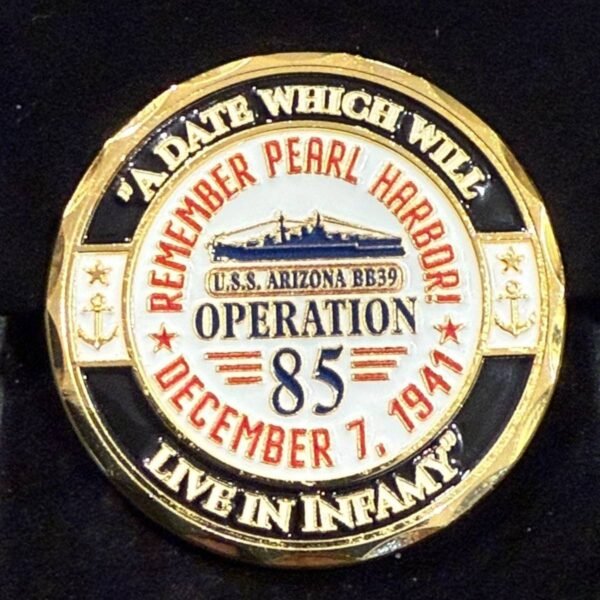 "A DATE WHICH WILL
LIVE IN INFAMY"
REMEMBER PEARL HARBOR!
U.S.S. ARIZONA BB39
OPERATION
85
DECEMBER 7, 1941